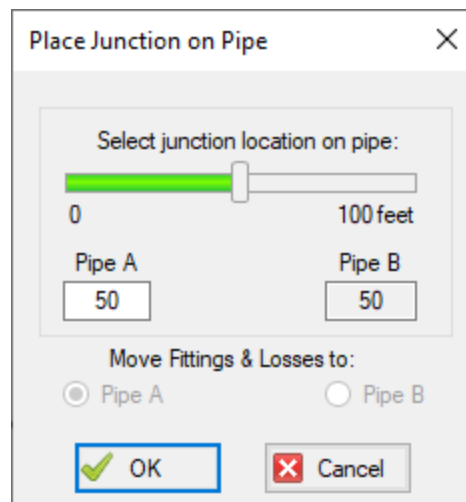 Place Junction on Pipe
Select junction location on pipe:
0 100 feet
Pipe A Pipe B
50 50
Move Fittings & Losses to:
Pipe A Pipe B
OK Cancel